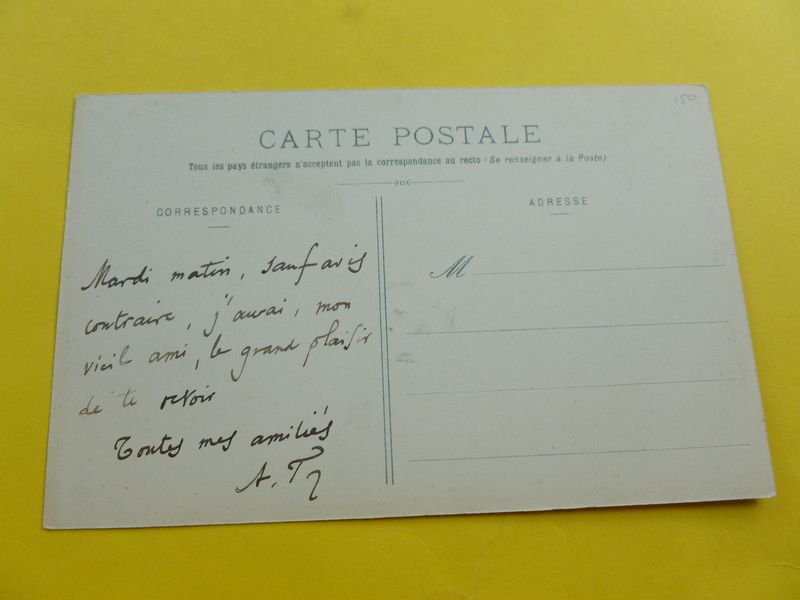 150
CARTE POSTALE
Tous les pays étrangers n'acceptent pas la correspondance au recto (Se renseigner à la Poste)
CORRESPONDANCE
ADRESSE
Mardi matin, sauf avis
contraire, j'aurai, mon
vieil ami, le grand plaisir
de te revoir
Toutes mes amitiés
A. T
M